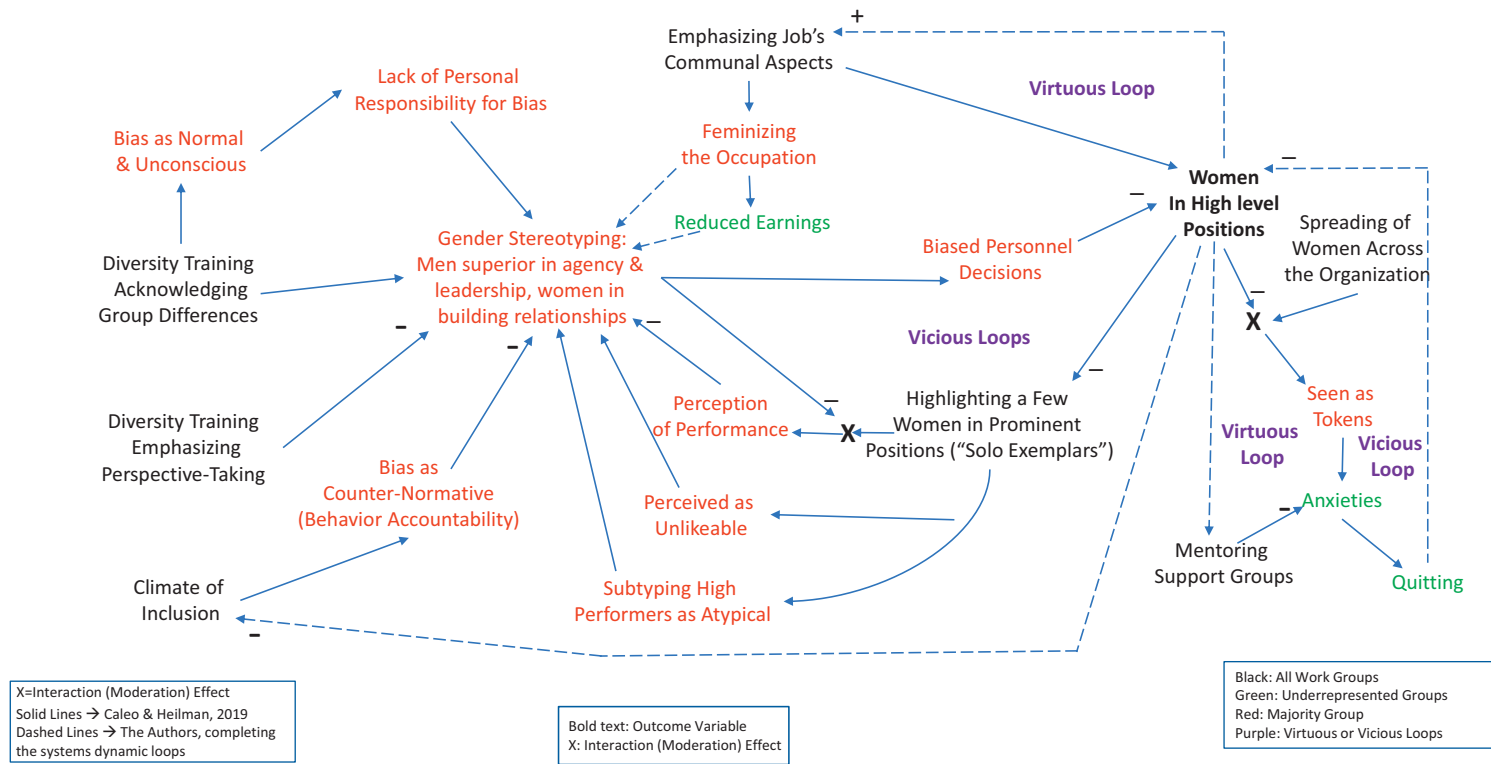 +
Emphasizing Job's
Communal Aspects
Lack of Personal
Responsibility for Bias
Virtuous Loop
Bias as Normal
& Unconscious
Feminizing
the Occupation
–
Women
In High level
Positions
–
Reduced Earnings
Spreading of
Women Across
the Organization
Gender Stereotyping:
Men superior in agency &
leadership, women in
building relationships
Biased Personnel
Decisions
Diversity Training
Acknowledging
Group Differences
–
–
–
–
X
Vicious Loops
–
Highlighting a Few
Women in Prominent
Positions ("Solo Exemplars")
Seen as
Tokens
Perception
of Performance
–
X
Diversity Training
Emphasizing
Perspective-Taking
Virtuous
Loop
Vicious
Loop
Bias as
Counter-Normative
(Behavior Accountability)
Perceived as
Unlikeable
Anxieties
–
Mentoring
Support Groups
Quitting
Climate of
Inclusion
Subtyping High
Performers as Atypical
–
X=Interaction (Moderation) Effect
Solid Lines → Caleo & Heilman, 2019
Dashed Lines → The Authors, completing
the systems dynamic loops
Bold text: Outcome Variable
X: Interaction (Moderation) Effect
Black: All Work Groups
Green: Underrepresented Groups
Red: Majority Group
Purple: Virtuous or Vicious Loops